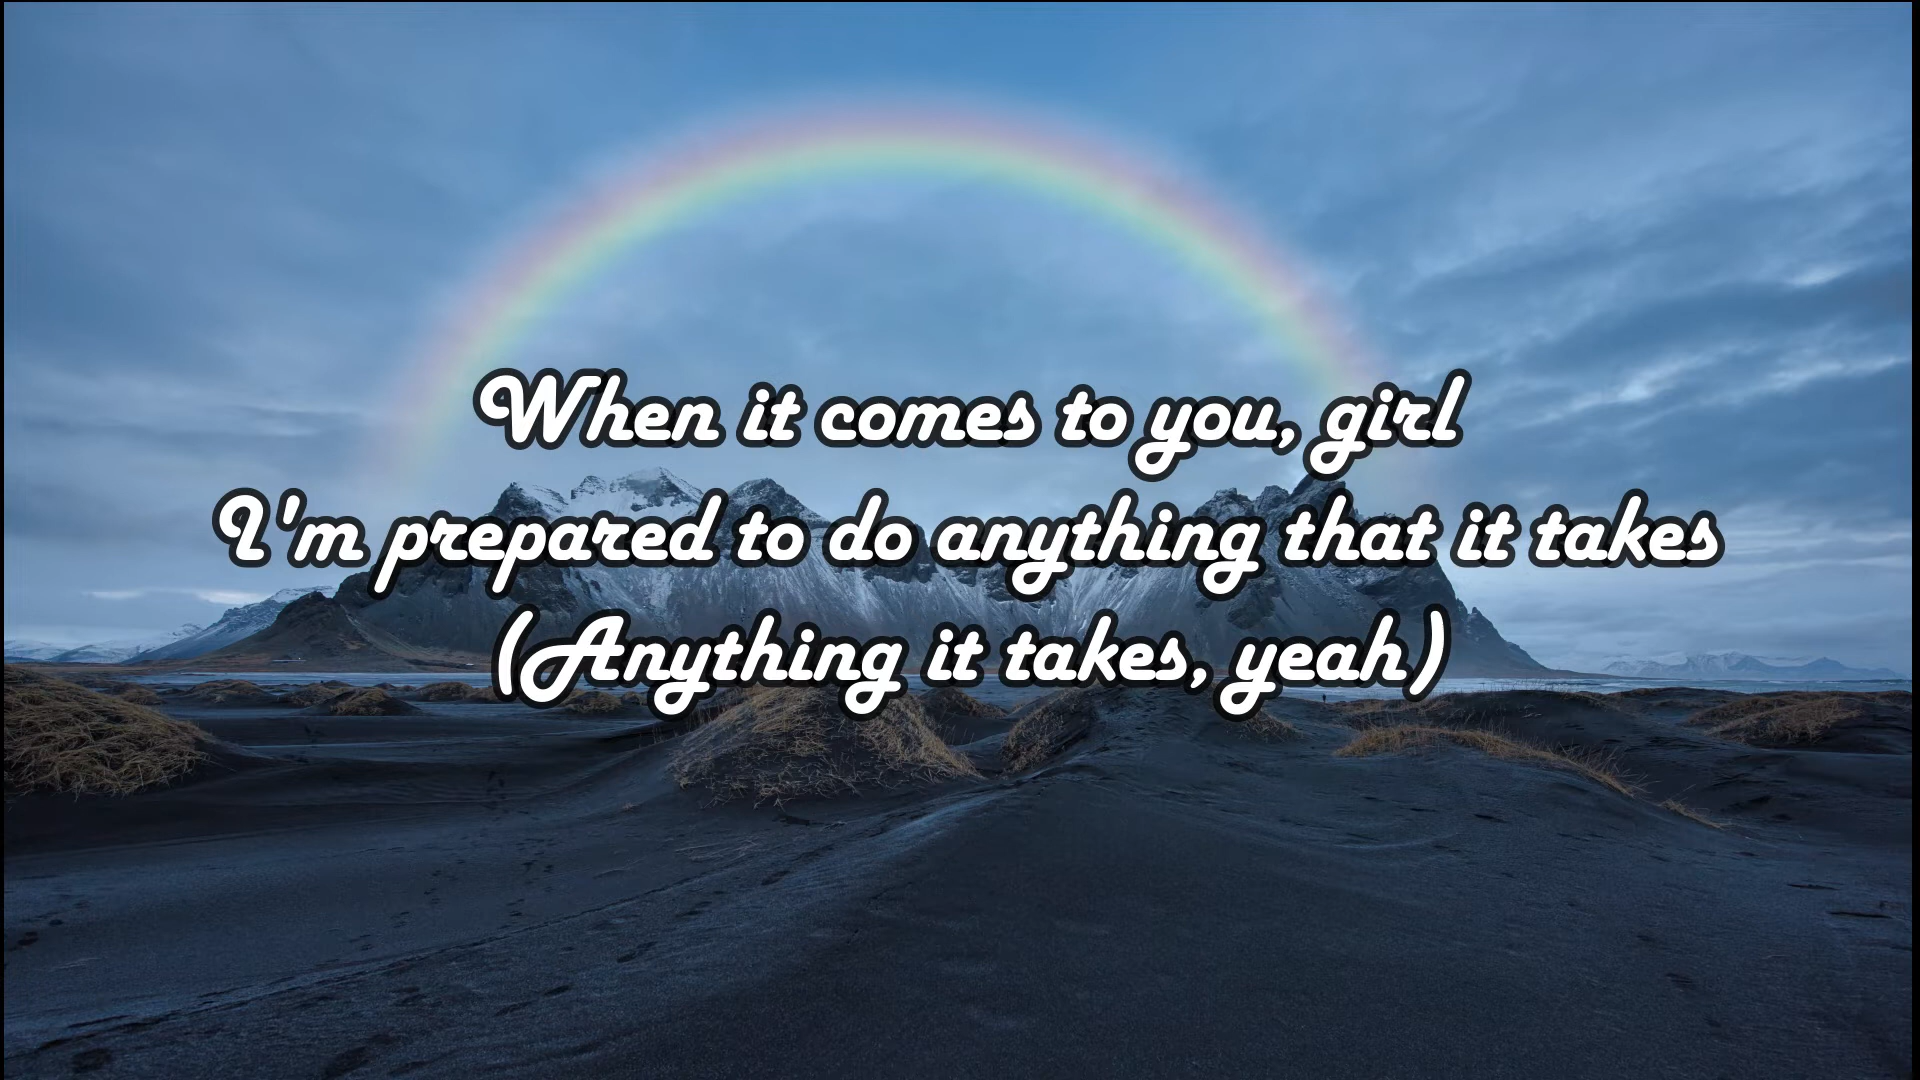 When it comes to you, girl
I'm prepared to do anything that it takes
(Anything it takes, yeah)